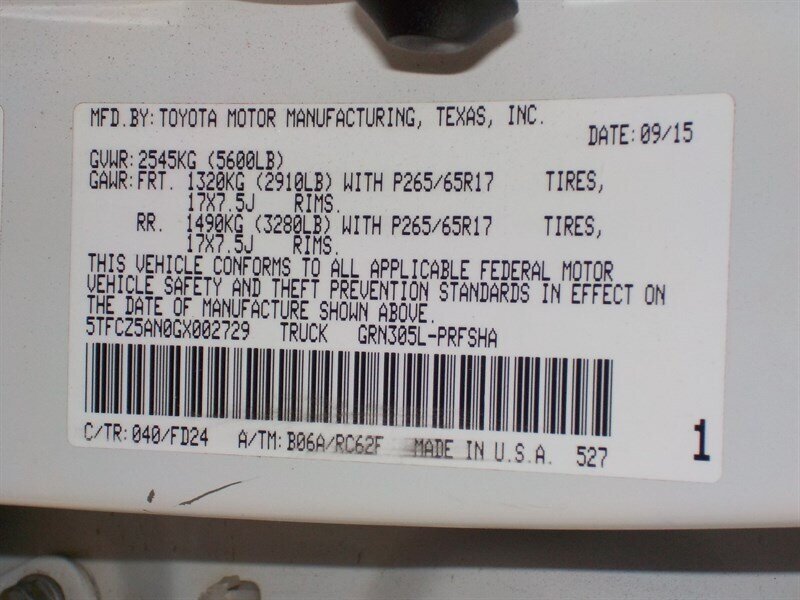 MFD.BY: TOYOTA MOTOR MANUFACTURING, TEXAS, INC.
DATE: 09/15
GVWR: 2545KG (5600LB)
GAWR: FRT. 1320KG (2910LB) WITH P265/65R17 TIRES,
17X7.5J RIMS.
RR. 1490KG (3280LB) WITH P265/65R17 TIRES,
17X7.5J RIMS.
THIS VEHICLE CONFORMS TO ALL APPLICABLE FEDERAL MOTOR
VEHICLE SAFETY AND THEFT PREVENTION STANDARDS IN EFFECT ON
THE DATE OF MANUFACTURE SHOWN ABOVE.
5TFCZ5AN0GX002729 TRUCK GRN305L-PRFSHA
C/TR: 040/FD24 A/TM: B06A/RC62F MADE IN U.S.A. 527
1